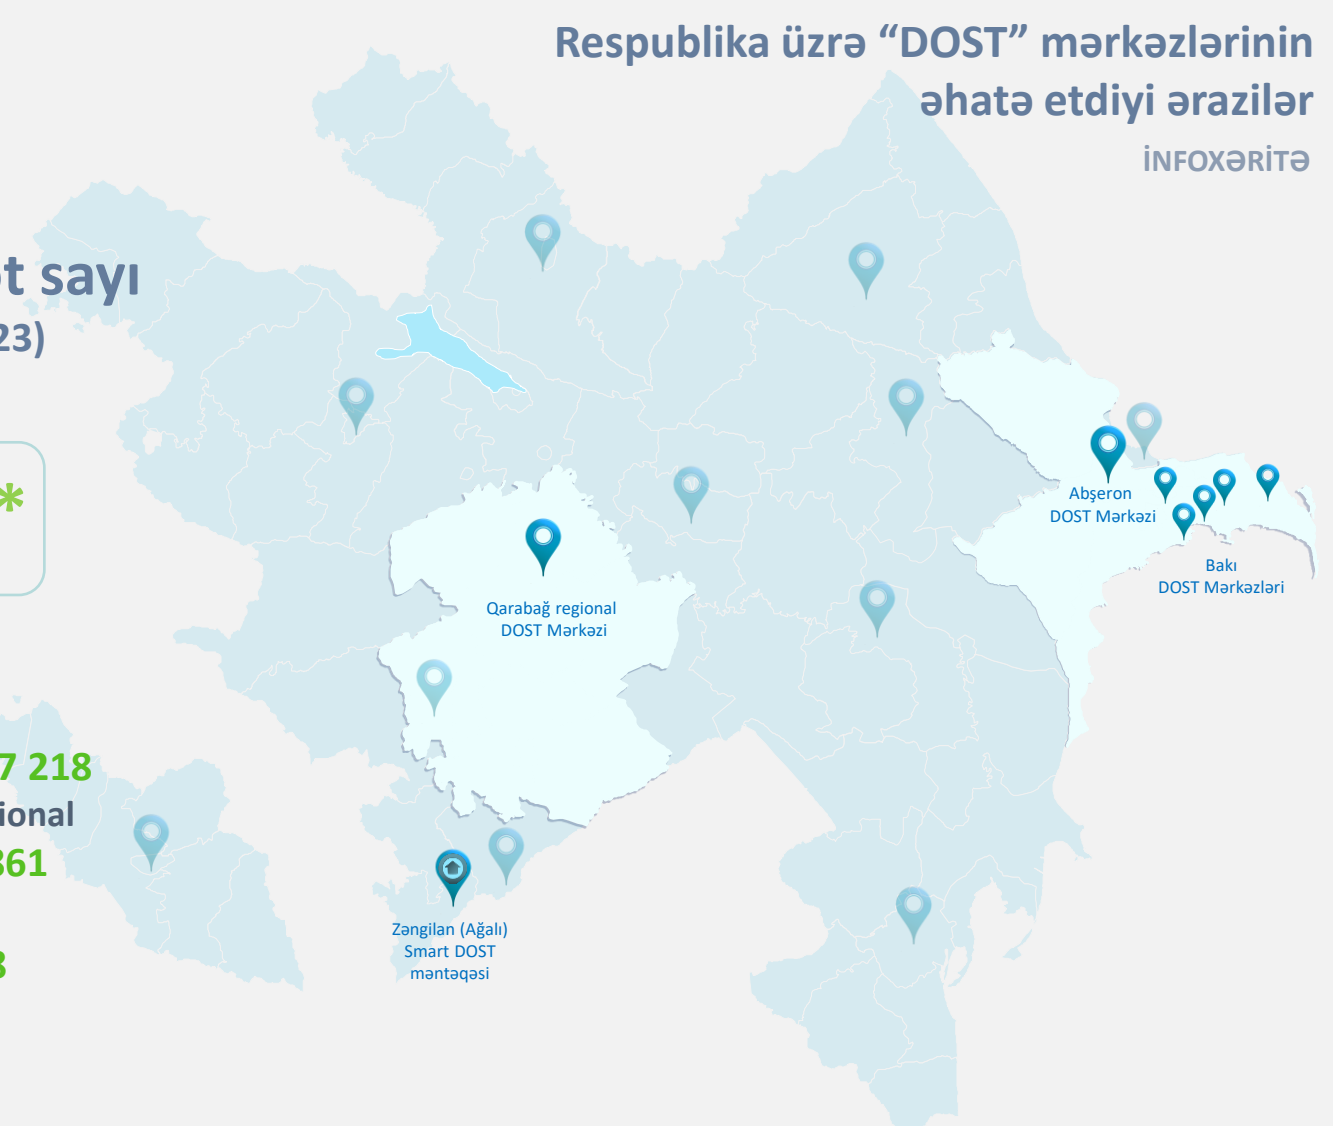 Respublika üzrə “DOST” mərkəzlərinin
əhatə etdiyi ərazilər
İNFOXƏRİTƏ
sayı
23)
*
Abşeron
DOST Mərkəzi
Bakı
DOST Mərkəzləri
Qarabağ regional
DOST Mərkəzi
7 218
ional
361
Zəngilan (Ağalı)
Smart DOST
məntəqəsi